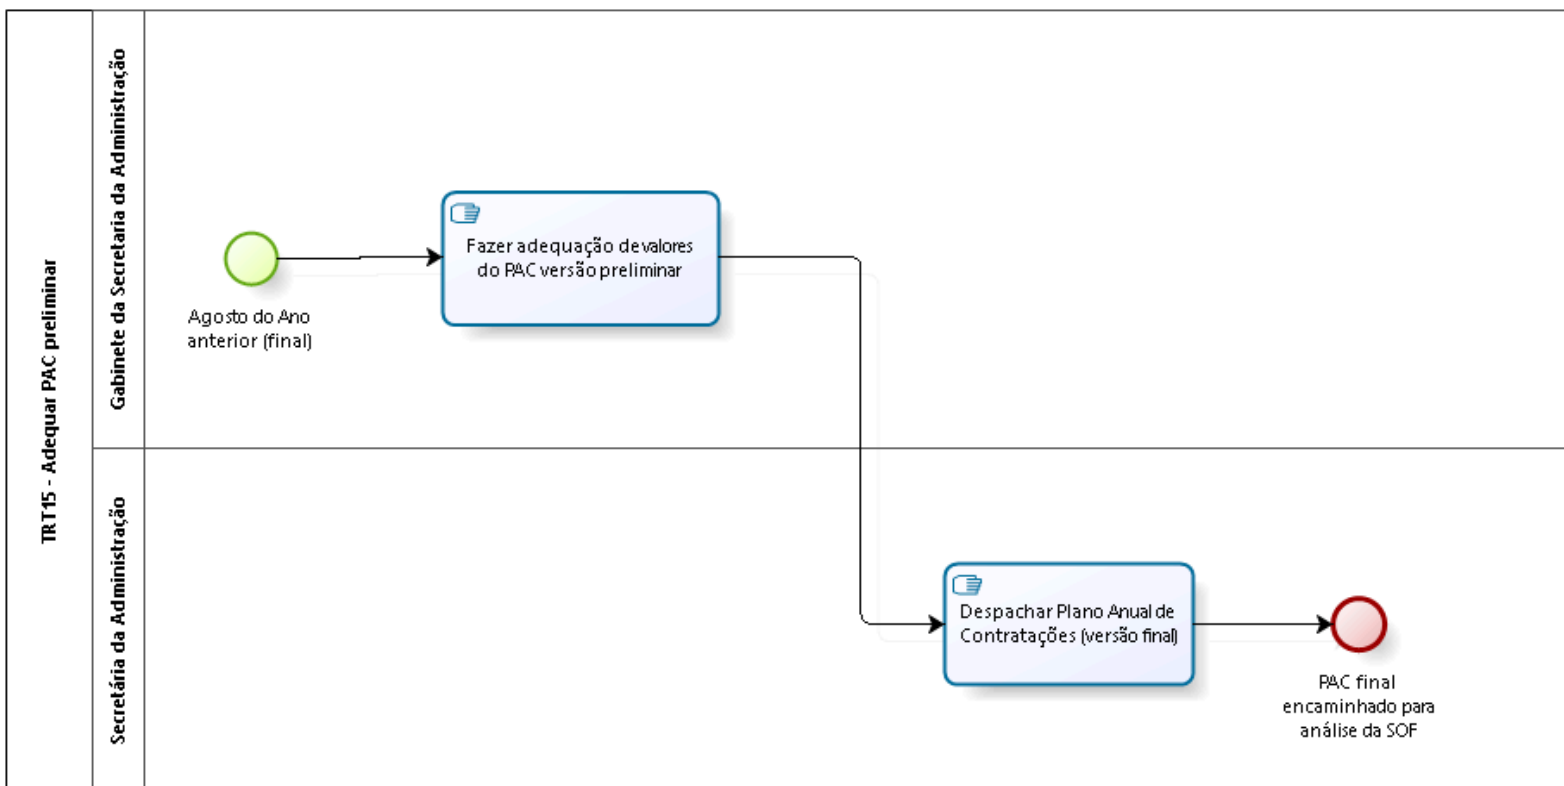 TRT15 - Adequar PAC preliminar
Gabinete da Secretaria da Administração
Agosto do Ano
anterior (final)
Fazer adequação de valores
do PAC versão preliminar
Secretária da Administração
Despachar Plano Anual de
Contratações (versão final)
PAC final
encaminhado para
análise da SOF